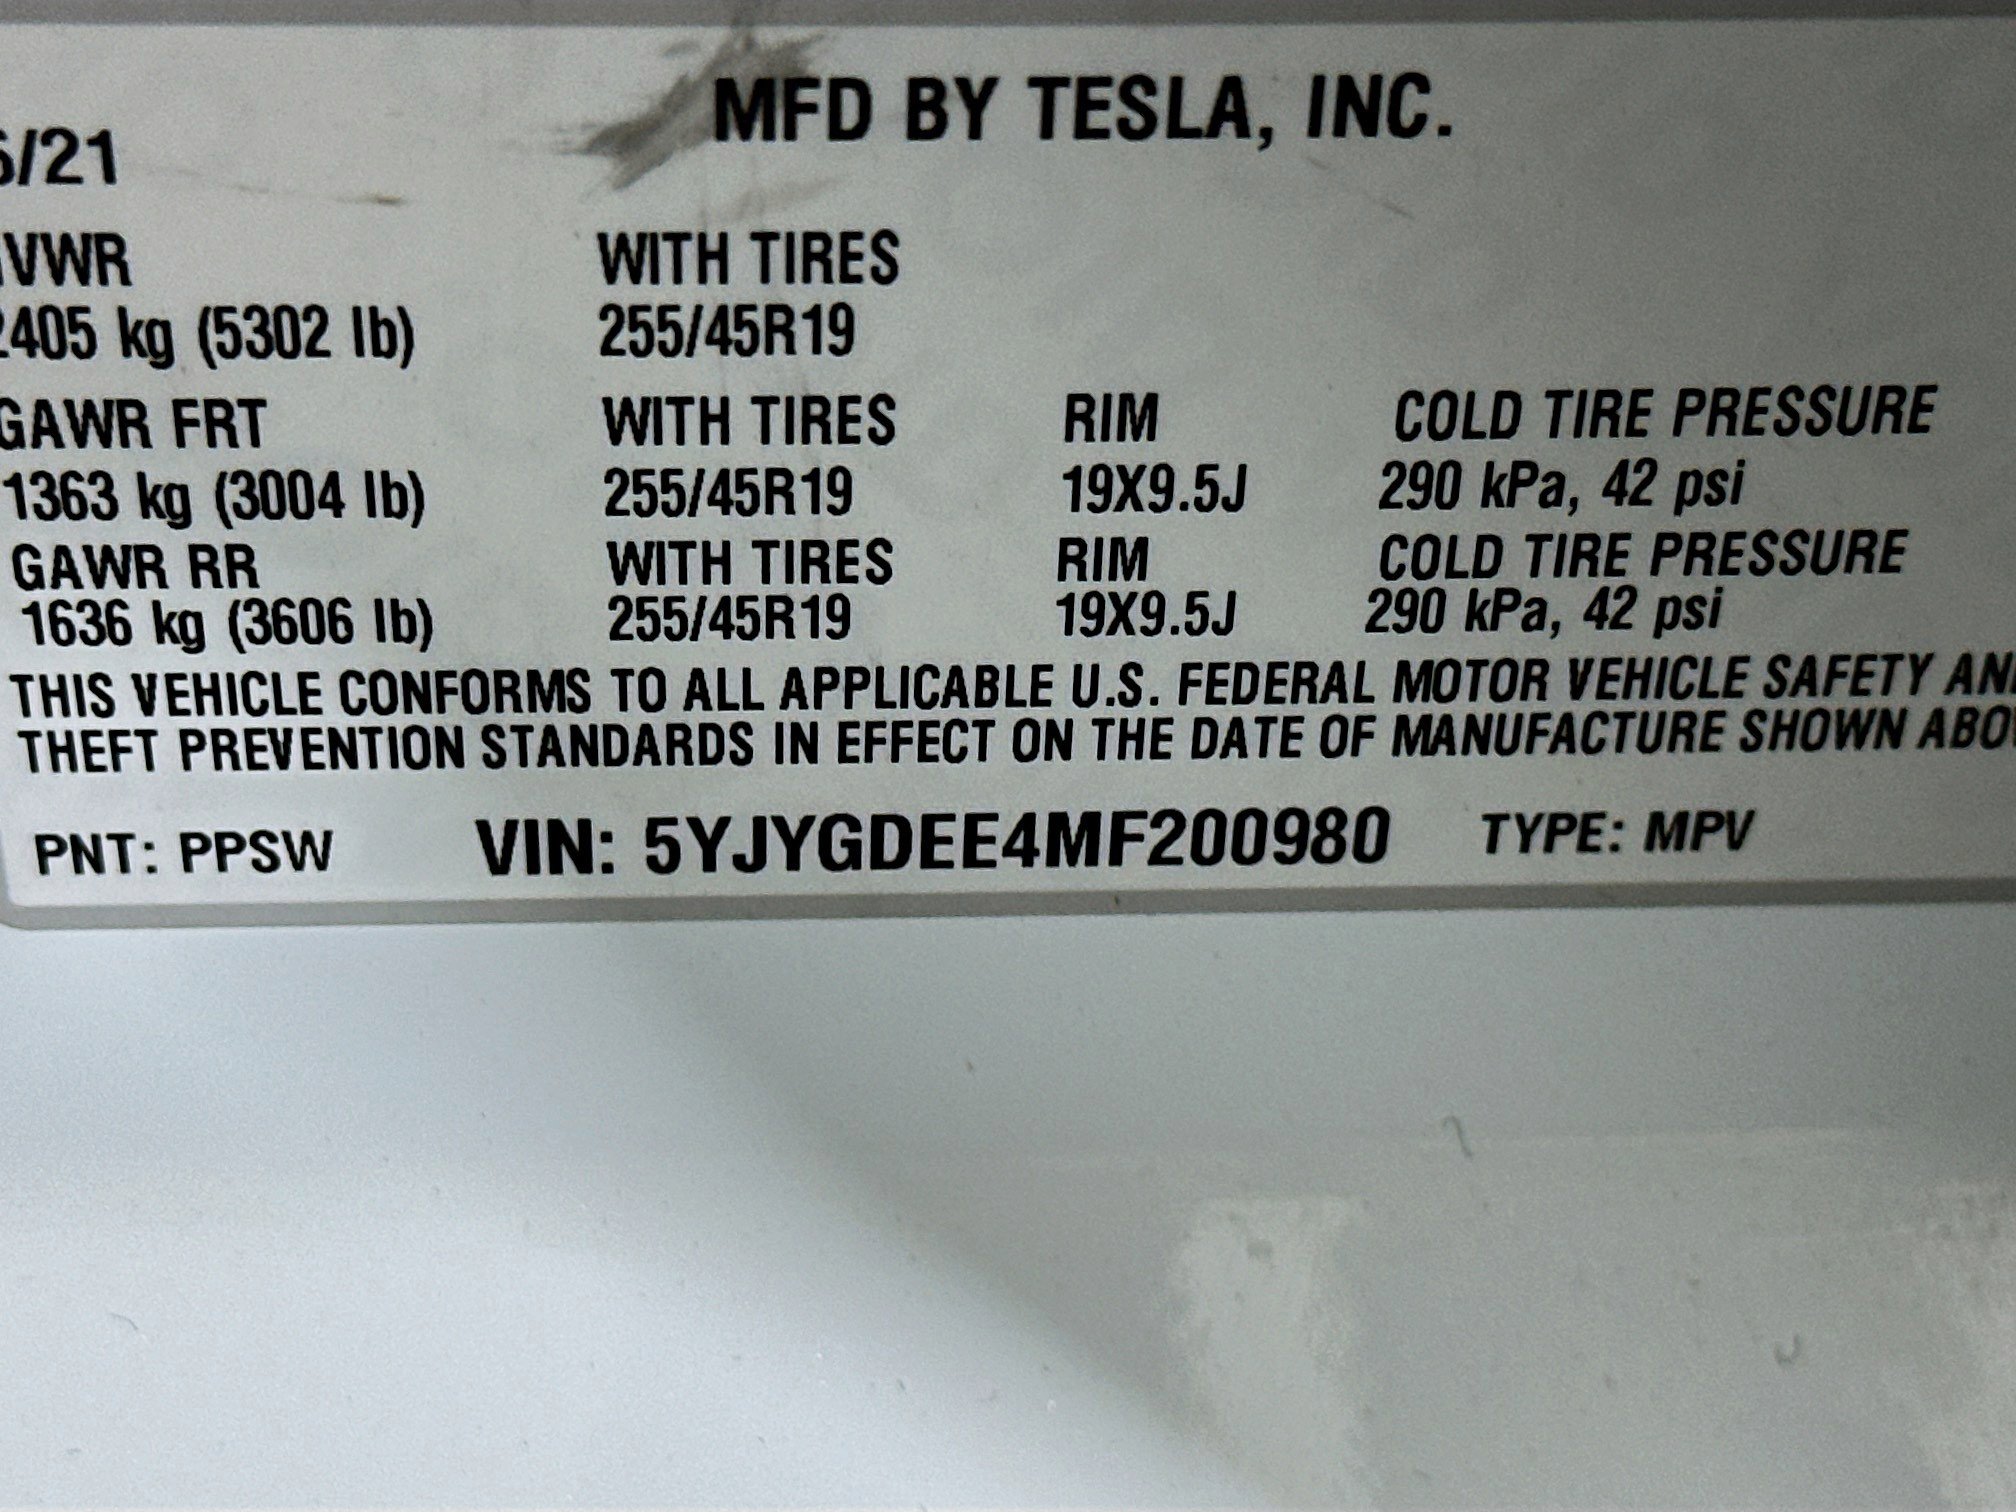 MFD BY TESLA, INC.
/21
VWR WITH TIRES
2405 kg (5302 lb) 255/45R19
GAWR FRT WITH TIRES RIM COLD TIRE PRESSURE
1363 kg (3004 lb) 255/45R19 19X9.5J 290 kPa, 42 psi
GAWR RR WITH TIRES RIM COLD TIRE PRESSURE
1636 kg (3606 lb) 255/45R19 19X9.5J 290 kPa, 42 psi
THIS VEHICLE CONFORMS TO ALL APPLICABLE U.S. FEDERAL MOTOR VEHICLE SAFETY AN
THEFT PREVENTION STANDARDS IN EFFECT ON THE DATE OF MANUFACTURE SHOWN ABO
PNT: PPSW VIN: 5YJYGDEE4MF200980 TYPE: MPV